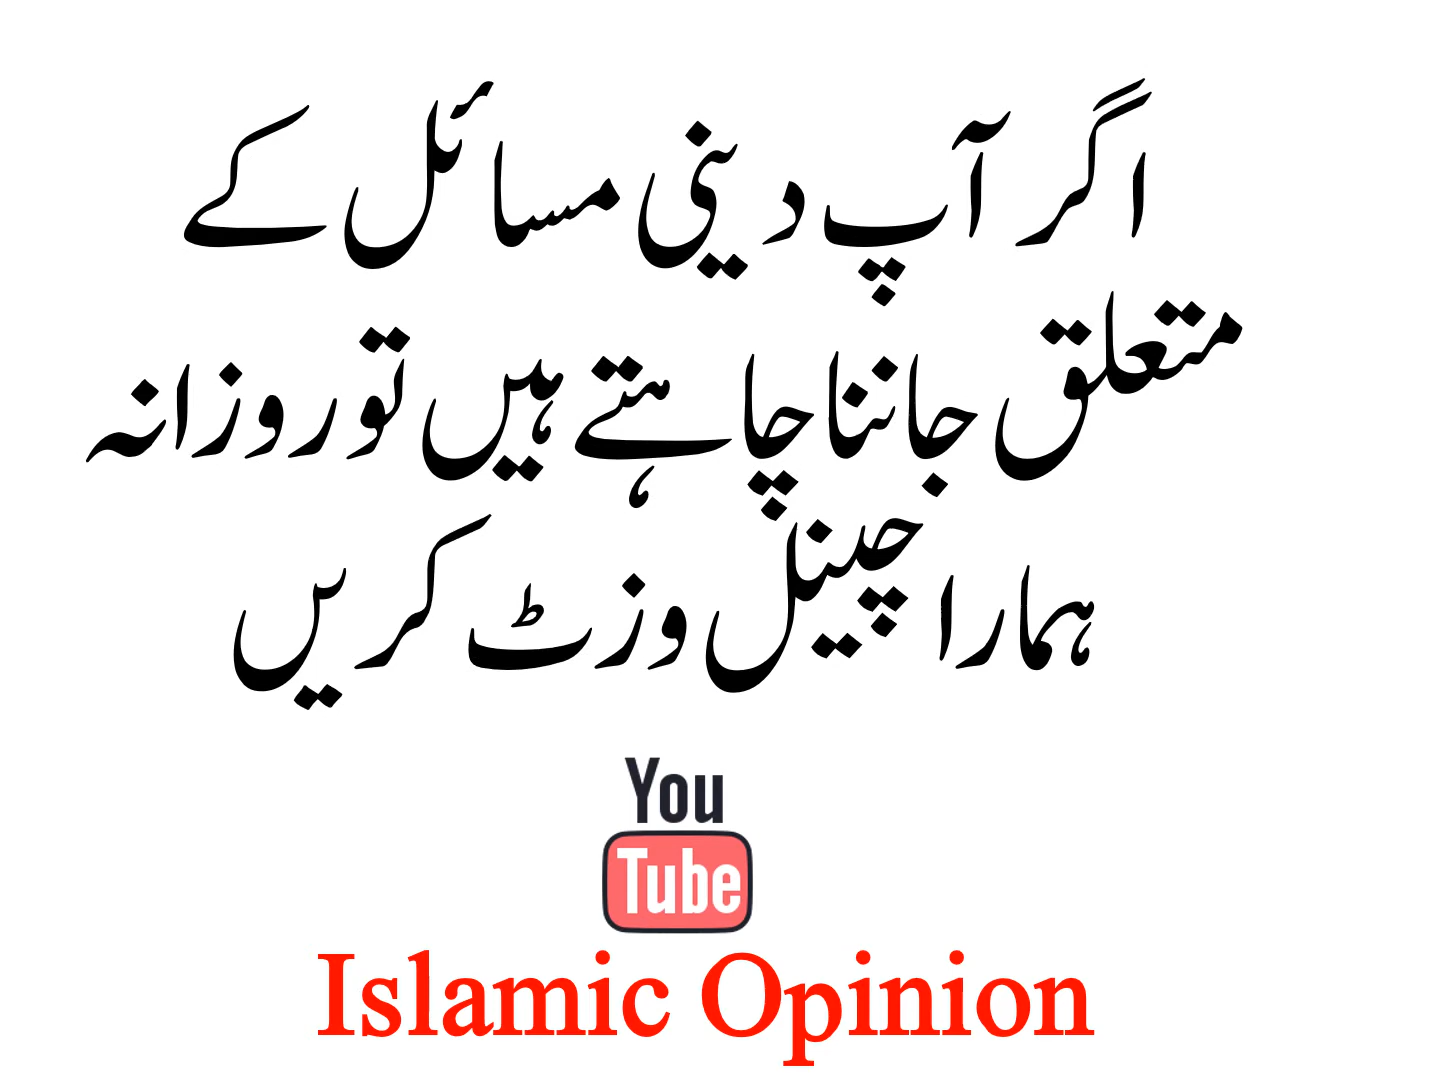 اگر آپ دینی مسائل کے
متعلق جاننا چاہتے ہیں تو روزانہ
ہمارا چینل وزٹ کریں
You
Tube
Islamic Opinion